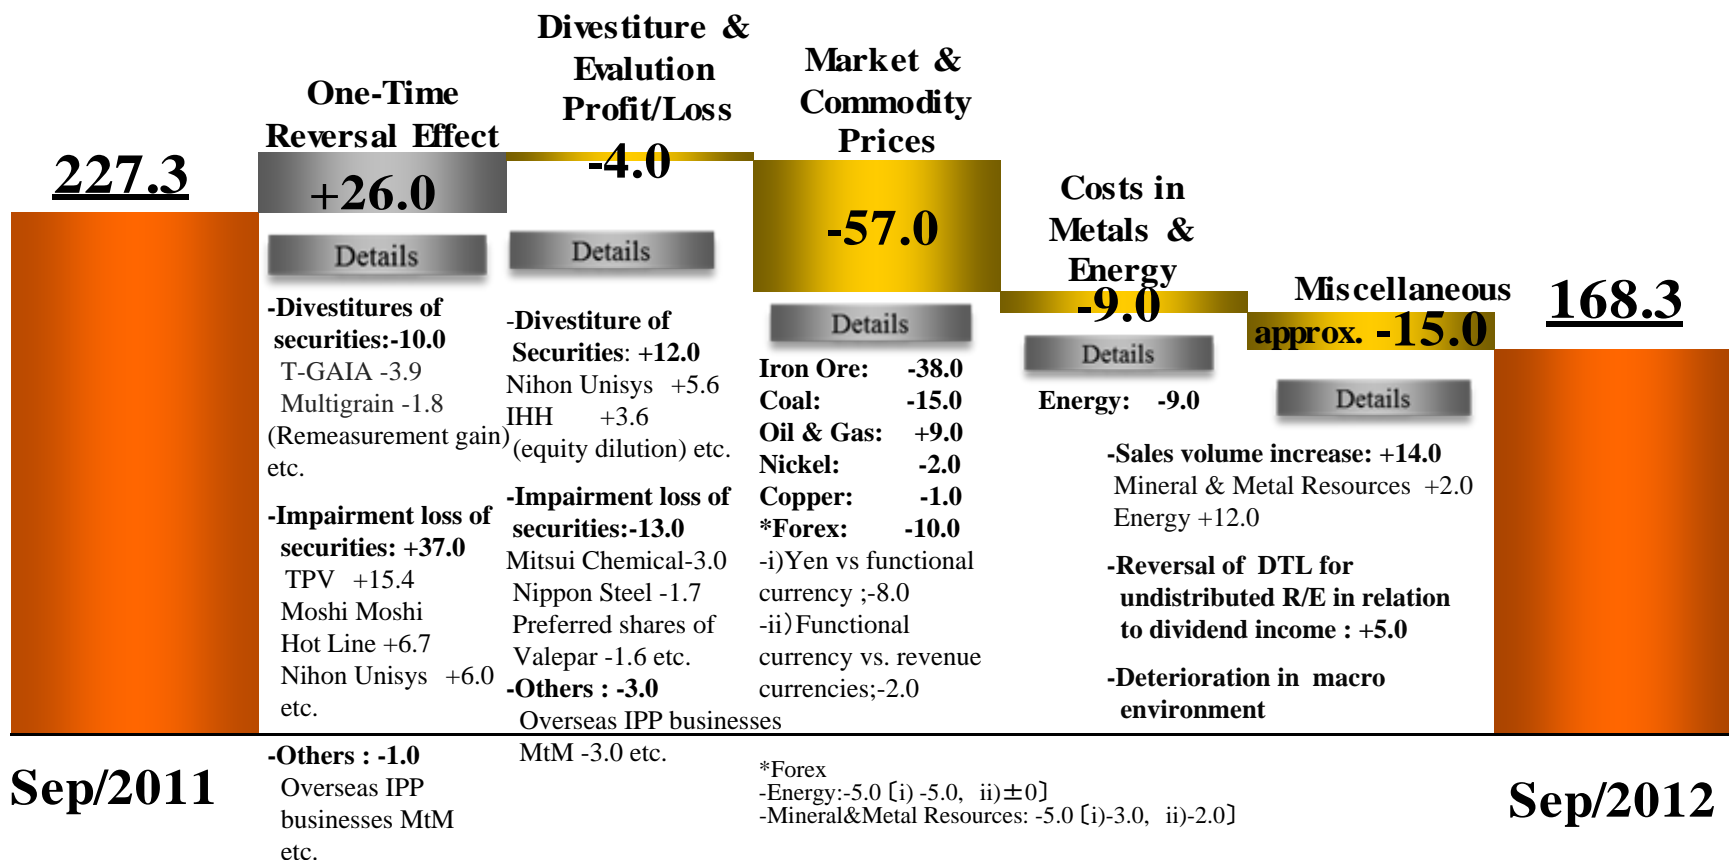 Divestiture &
Evalution
Profit/Loss
-4.0
Market &
Commodity
Prices
One-Time
Reversal Effect
227.3
+26.0
-57.0
Costs in
Metals &
Energy
-9.0
Miscellaneous
approx. -15.0
168.3
Details
-Divestitures of
securities:-10.0
T-GAIA -3.9
Multigrain -1.8
(Remeasurement gain)
etc.
-Impairment loss of
securities: +37.0
TPV +15.4
Moshi Moshi
Hot Line +6.7
Nihon Unisys +6.0
etc.
-Others : -1.0
Overseas IPP
businesses MtM
etc.
Details
-Divestiture of
Securities: +12.0
Nihon Unisys +5.6
IHH +3.6
(equity dilution) etc.
-Impairment loss of
securities:-13.0
Mitsui Chemical-3.0
Nippon Steel -1.7
Preferred shares of
Valepar -1.6 etc.
-Others : -3.0
Overseas IPP businesses
MtM -3.0 etc.
Details
Iron Ore: -38.0
Coal: -15.0
Oil & Gas: +9.0
Nickel: -2.0
Copper: -1.0
*Forex: -10.0
-i)Yen vs functional
currency ;-8.0
-ii）Functional
currency vs. revenue
currencies;-2.0
Details
Energy: -9.0
Details
-Sales volume increase: +14.0
Mineral & Metal Resources +2.0
Energy +12.0
-Reversal of DTL for
undistributed R/E in relation
to dividend income : +5.0
-Deterioration in macro
environment
*Forex
-Energy:-5.0〔i) -5.0, ii)±0〕
-Mineral&Metal Resources: -5.0〔i)-3.0, ii)-2.0〕
Sep/2011
Sep/2012